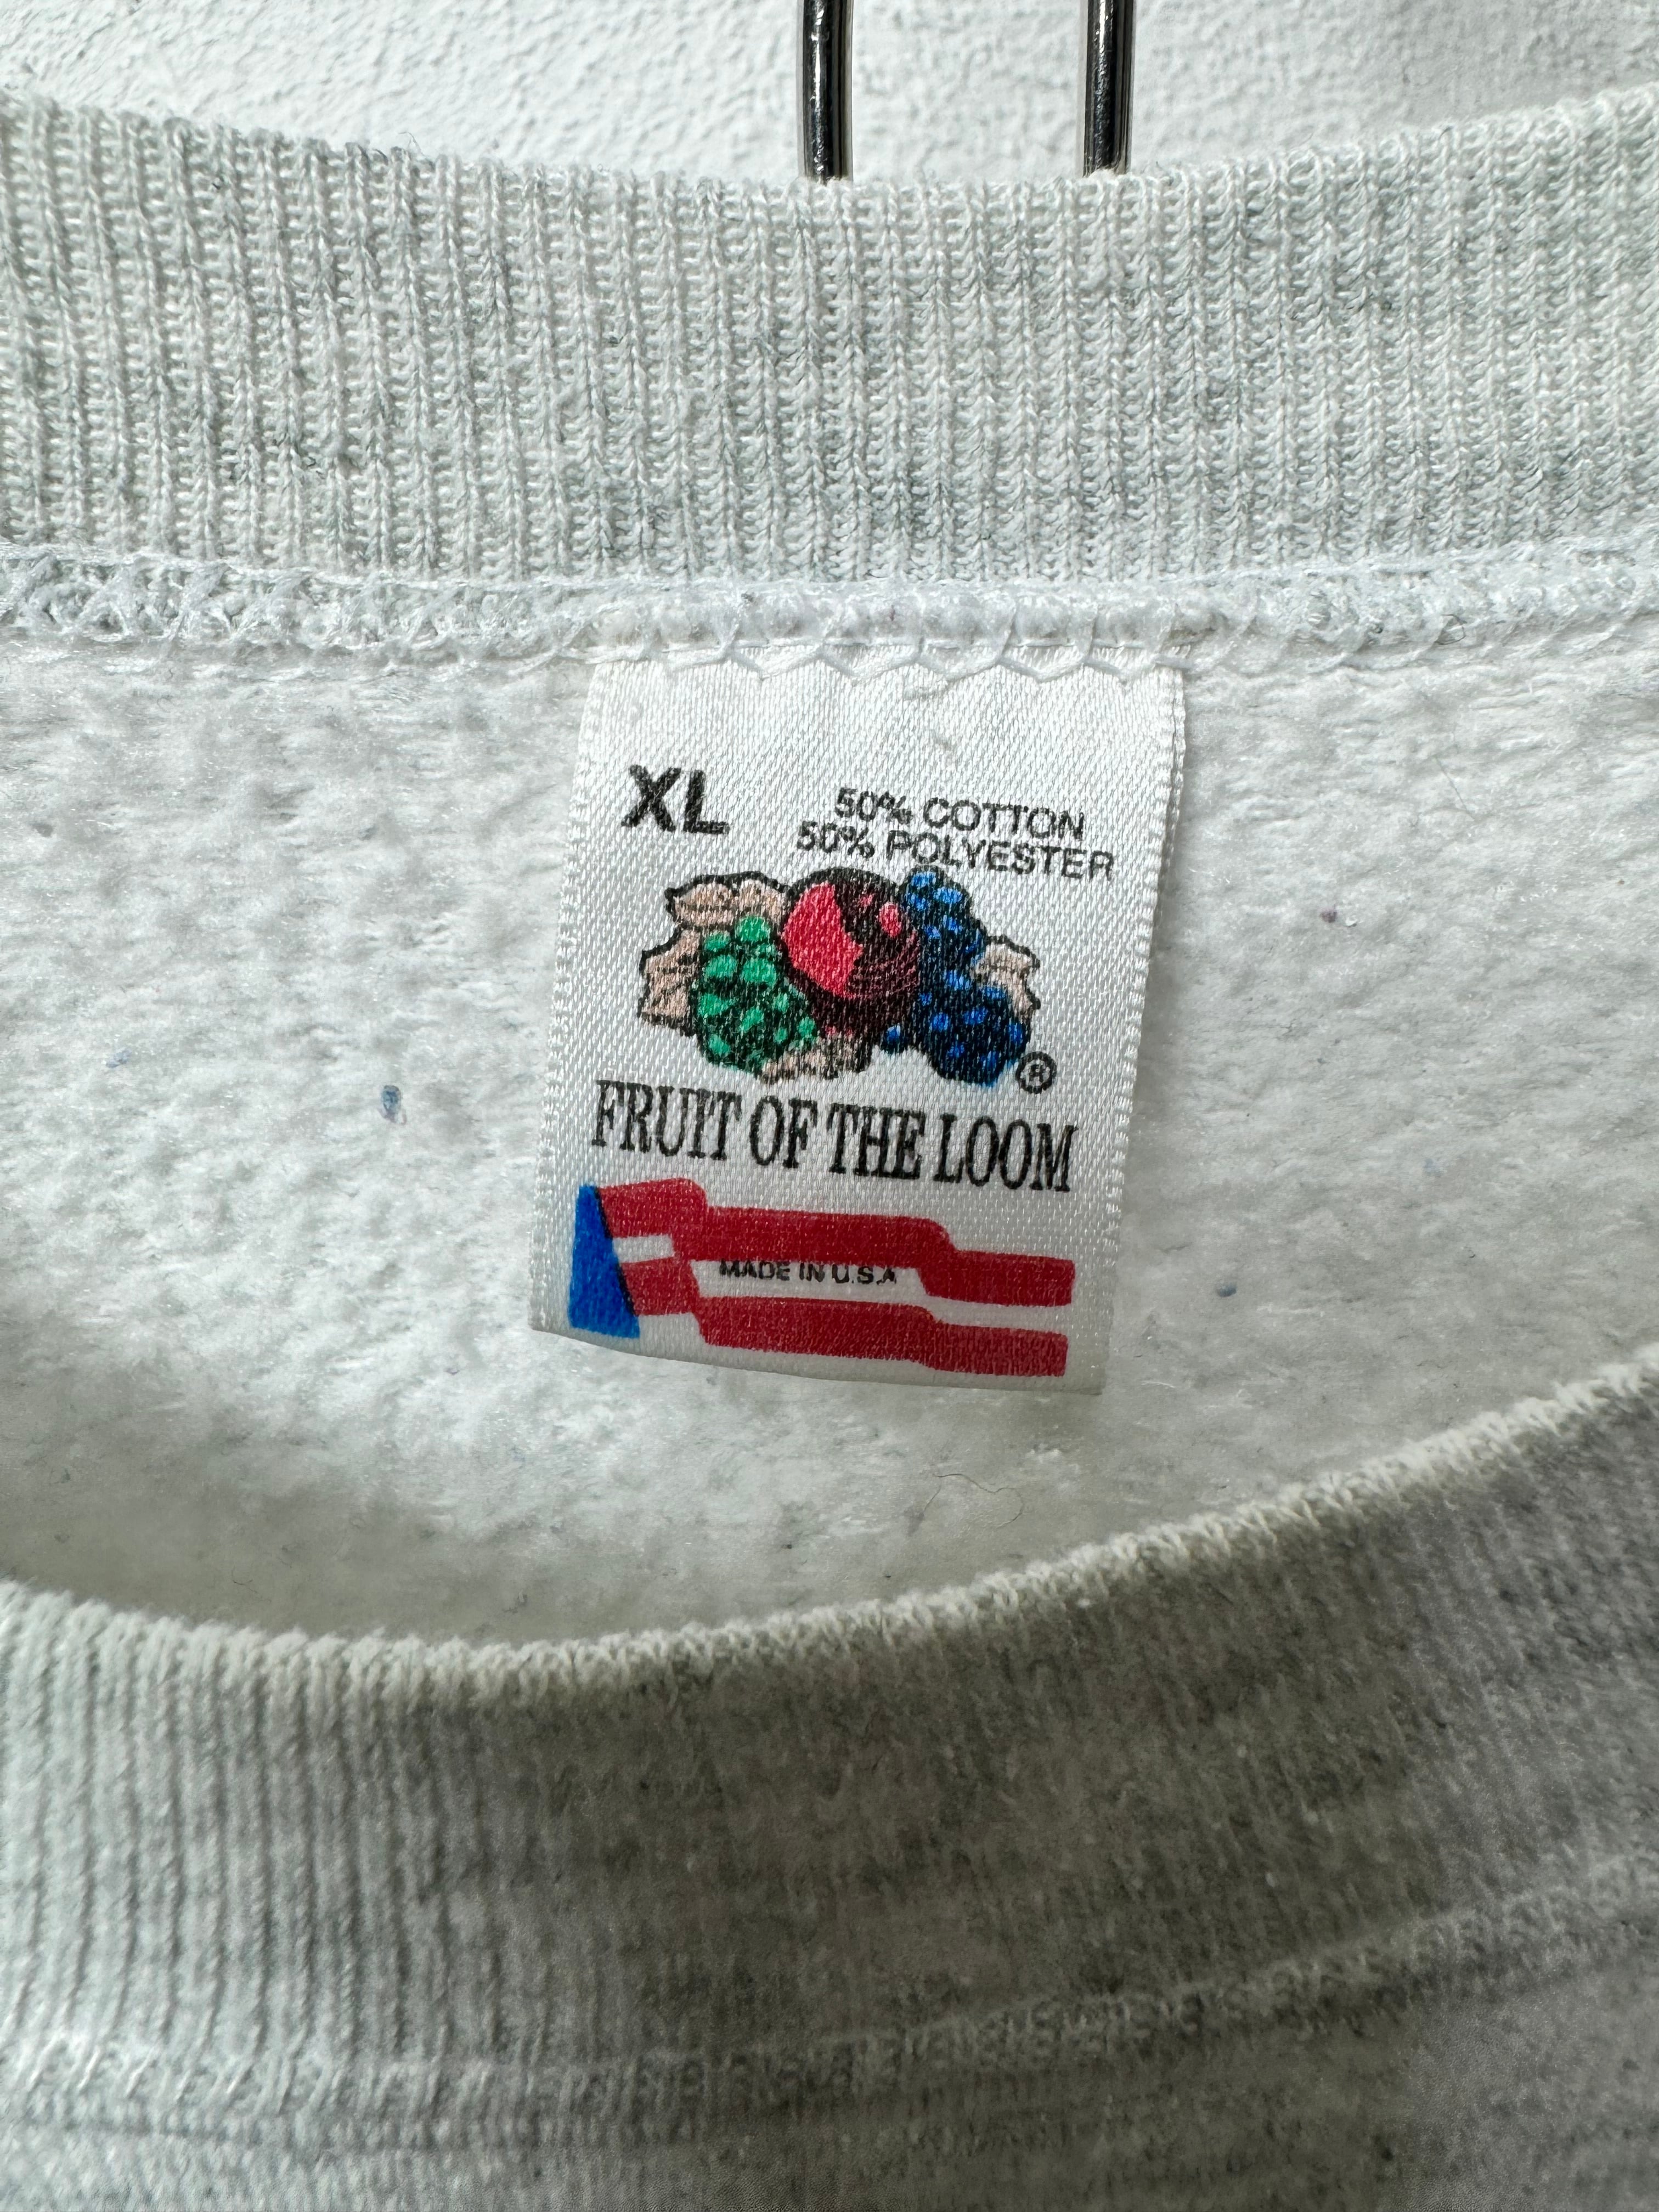 XL
50% COTTON
50% POLYESTER
®
FRUIT OF THE LOOM
MADE IN U.S.A